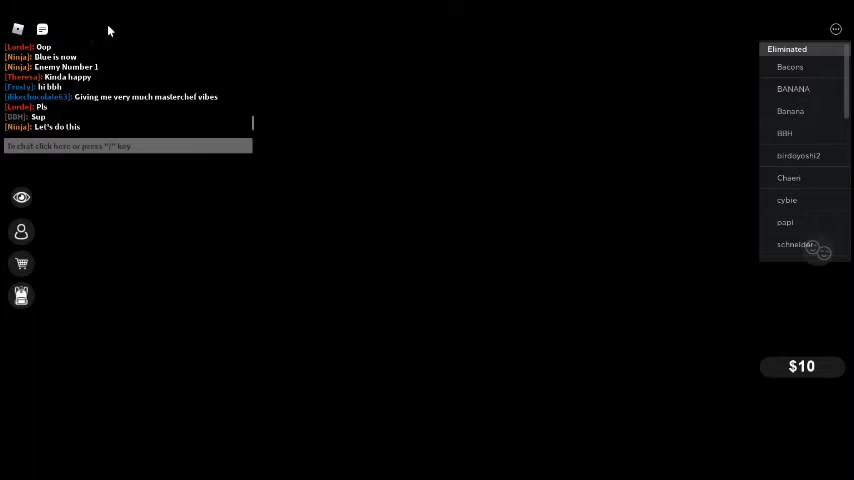 [Lorde]: Oop
[Ninja]: Blue is now
[Ninja]: Enemy Number 1
[Theresa]: Kinda happy
[Frosty]: hi bbh
[ilikechocolate63]: Giving me very much masterchef vibes
[Lorde]: Pls
[BBH]: Sup
[Ninja]: Let's do this
To chat click here or press "/" key
Eliminated
Bacons
BANANA
Banana
BBH
birdoyoshi2
Chaeri
cybie
papi
schneider
$10